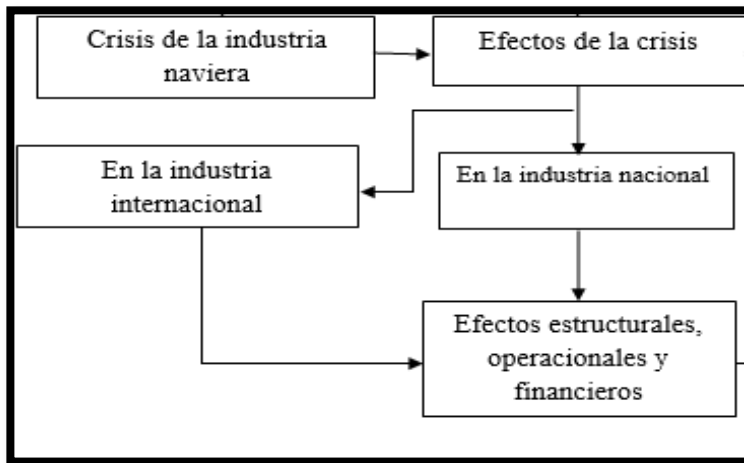 Crisis de la industria
naviera
Efectos de la crisis
En la industria
internacional
En la industria nacional
Efectos estructurales,
operacionales y
financieros